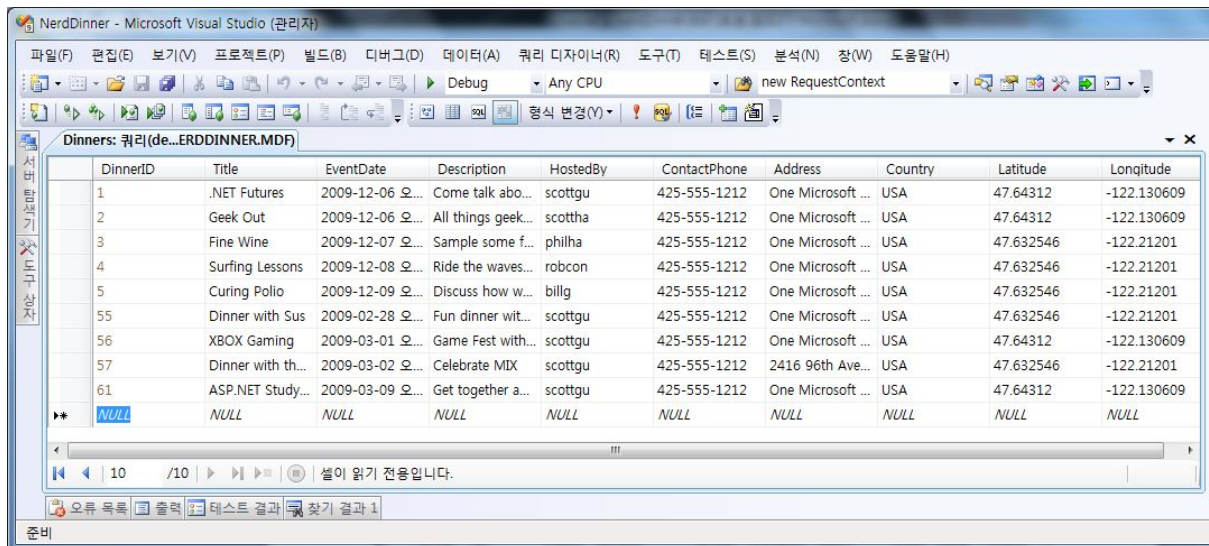 NerdDinner - Microsoft Visual Studio (관리자)
파일(F) 편집(E) 보기(V) 프로젝트(P) 빌드(B) 디버그(D) 데이터(A) 쿼리 디자이너(R) 도구(T) 테스트(S) 분석(N) 창(W) 도움말(H)
Debug Any CPU new RequestContext
형식 변경(Y)
서버 탐색기
도구 상자
Dinners: 쿼리(de...ERDDINNER.MDF)
DinnerID Title EventDate Description HostedBy ContactPhone Address Country Latitude Longitude
1 .NET Futures 2009-12-06 오... Come talk abo... scottgu 425-555-1212 One Microsoft ... USA 47.64312 -122.130609
2 Geek Out 2009-12-06 오... All things geek... scottha 425-555-1212 One Microsoft ... USA 47.64312 -122.130609
3 Fine Wine 2009-12-07 오... Sample some f... philha 425-555-1212 One Microsoft ... USA 47.632546 -122.21201
4 Surfing Lessons 2009-12-08 오... Ride the waves... robcon 425-555-1212 One Microsoft ... USA 47.632546 -122.21201
5 Curing Polio 2009-12-09 오... Discuss how w... billg 425-555-1212 One Microsoft ... USA 47.632546 -122.21201
55 Dinner with Sus 2009-02-28 오... Fun dinner wit... scottgu 425-555-1212 One Microsoft ... USA 47.632546 -122.21201
56 XBOX Gaming 2009-03-01 오... Game Fest with... scottgu 425-555-1212 One Microsoft ... USA 47.632546 -122.21201
57 Dinner with th... 2009-03-02 오... Celebrate MIX scottgu 425-555-1212 2416 96th Ave... USA 47.632546 -122.21201
61 ASP.NET Study... 2009-03-09 오... Get together a... scottgu 425-555-1212 One Microsoft ... USA 47.64312 -122.130609
NULL NULL NULL NULL NULL NULL NULL NULL NULL NULL
10 /10 셀이 읽기 전용입니다.
오류 목록 출력 테스트 결과 찾기 결과 1
준비